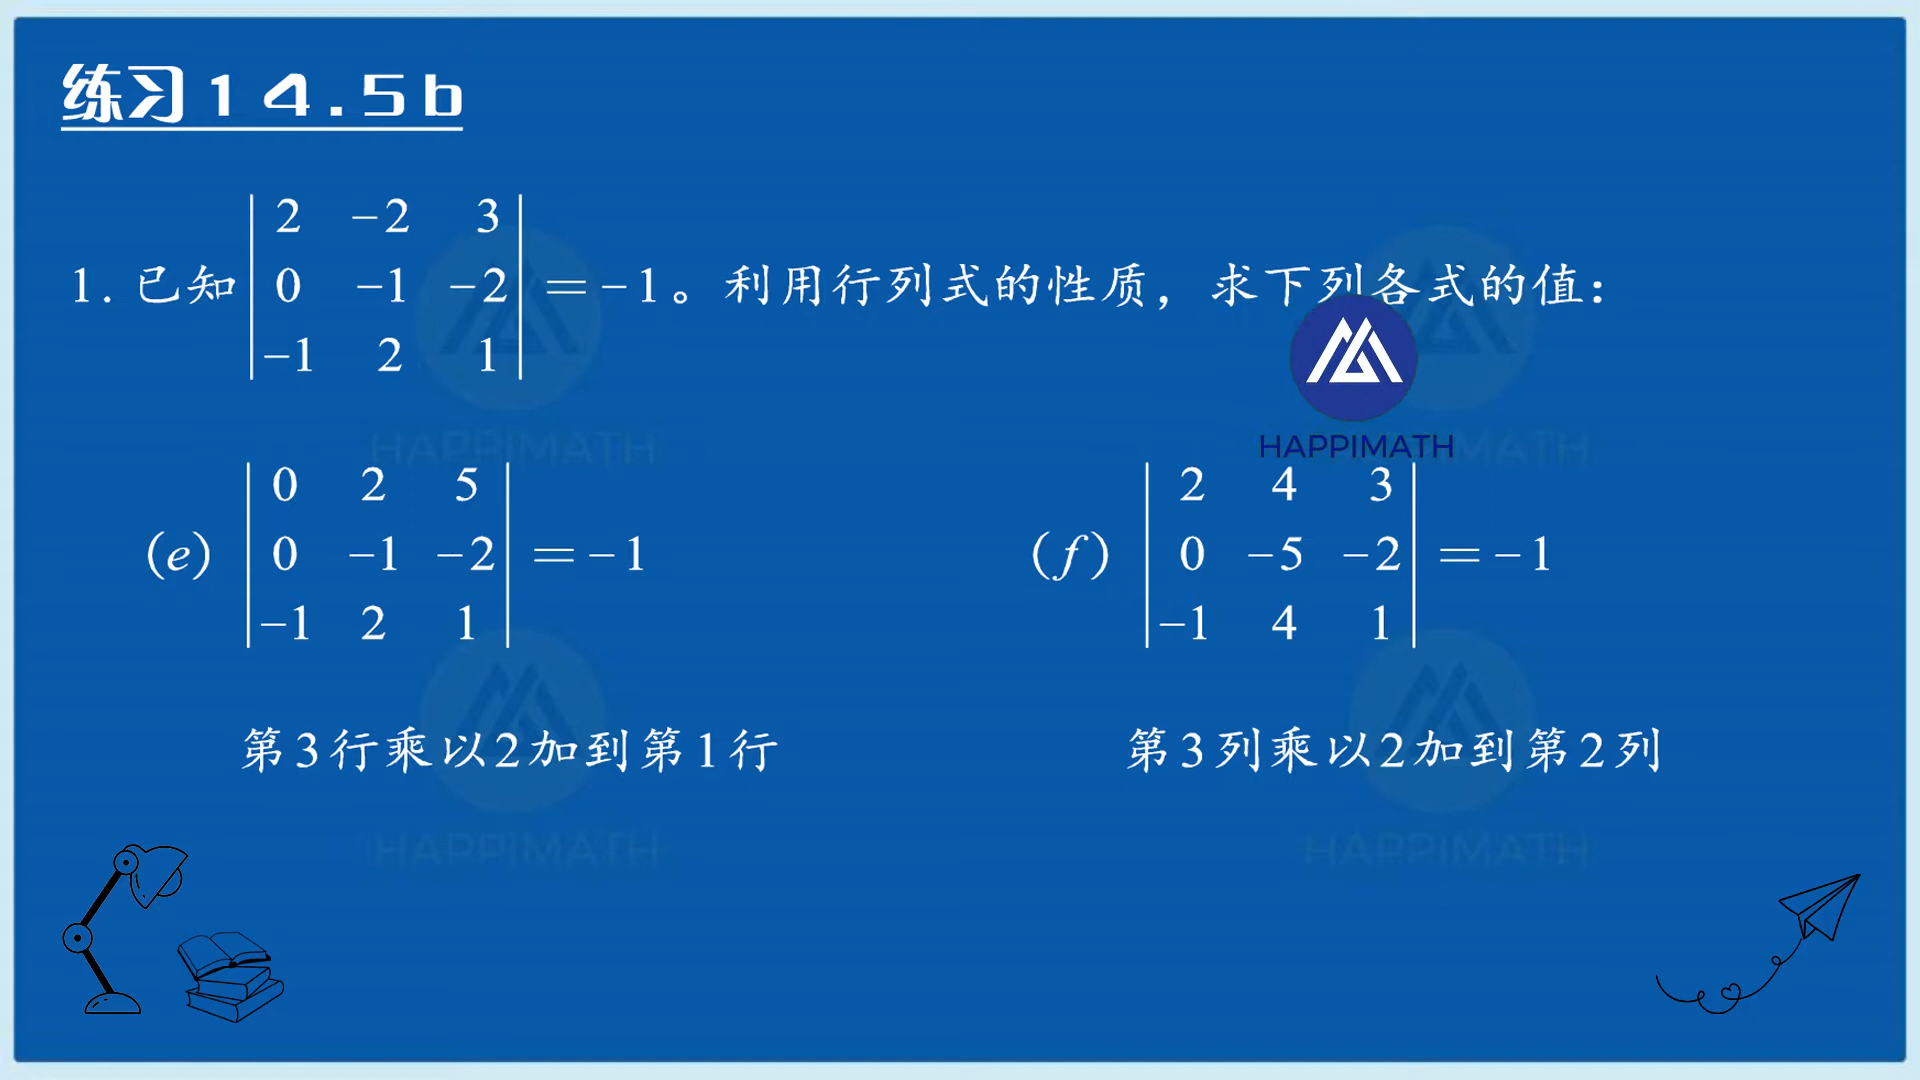 练习14.5b
2 -2 3
1. 已知 0 -1 -2 = -1。利用行列式的性质，求下列各式的值：
-1 2 1
HAPPIMATH
HAPPIMATH HAPPIMATH
0 2 5
(e) 0 -1 -2 = -1
-1 2 1
2 4 3
(f) 0 -5 -2 = -1
-1 4 1
第3行乘以2加到第1行
第3列乘以2加到第2列
HAPPIMATH
HAPPIMATH